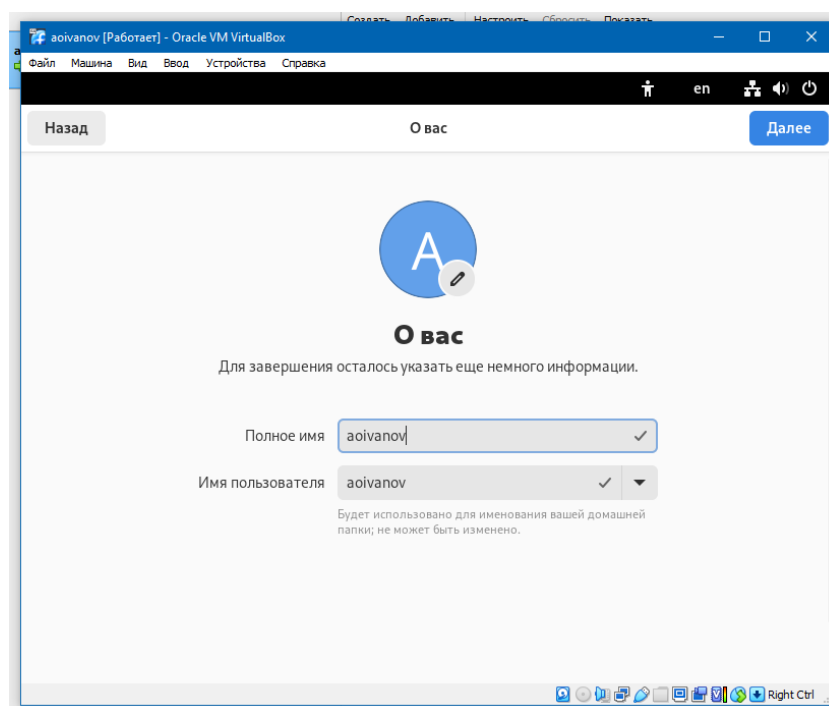 Создать Добавить Настроить Сбросить Показать
aoivanov [Работает] - Oracle VM VirtualBox
Файл Машина Вид Ввод Устройства Справка
en
Назад
О вас
Далее
A
О вас
Для завершения осталось указать еще немного информации.
Полное имя aoivanov
Имя пользователя aoivanov
Будет использовано для именования вашей домашней
папки; не может быть изменено.
Right Ctrl